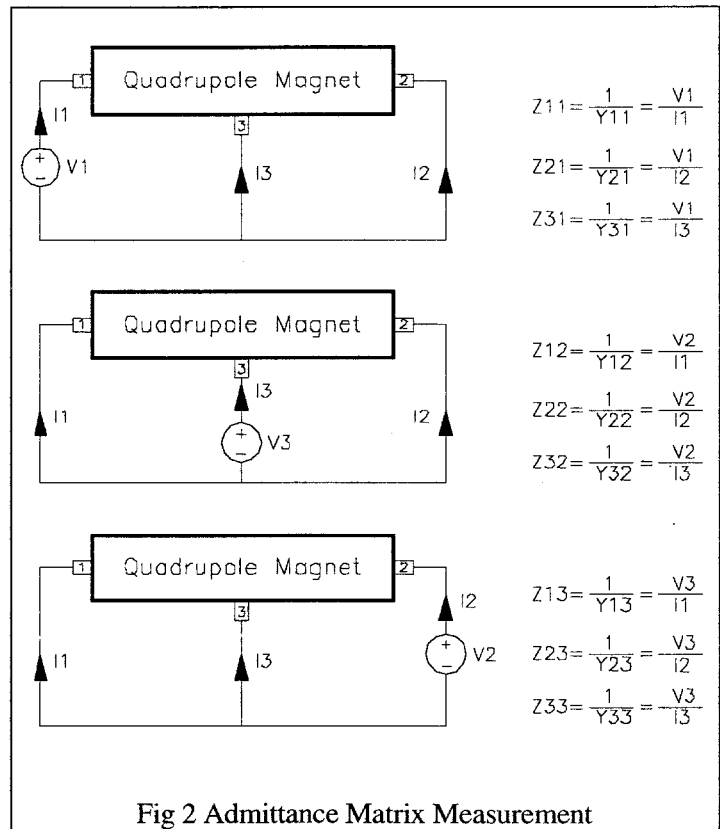 1 Quadrupole Magnet 2
3
I1
+
-
V1
I3
I2
Z11= 1/Y11 = V1/I1
Z21= 1/Y21 = V1/I2
Z31= 1/Y31 = V1/I3
1 Quadrupole Magnet 2
3
I3
I1
+
-
V3
I2
Z12= 1/Y12 = V2/I1
Z22= 1/Y22 = V2/I2
Z32= 1/Y32 = V2/I3
1 Quadrupole Magnet 2
3
I2
I1
I3
+
-
V2
Z13= 1/Y13 = V3/I1
Z23= 1/Y23 = V3/I2
Z33= 1/Y33 = V3/I3
Fig 2 Admittance Matrix Measurement